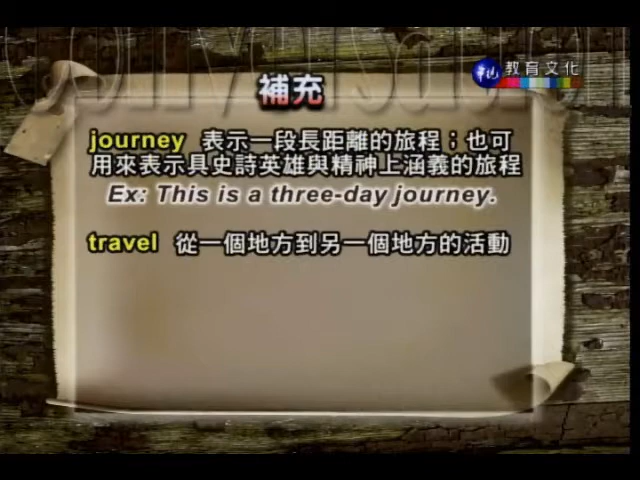 Conversation
華視 教育文化
補充
journey 表示一段長距離的旅程；也可
用來表示具史詩英雄與精神上涵義的旅程
Ex: This is a three-day journey.
travel 從一個地方到另一個地方的活動